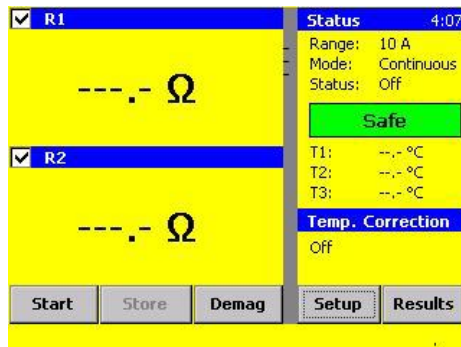 R1
---.- Ω
R2
---.- Ω
Start Store Demag
Status 4:07
Range: 10 A
Mode: Continuous
Status: Off
Safe
T1: --.- °C
T2: --.- °C
T3: --.- °C
Temp. Correction
Off
Setup Results